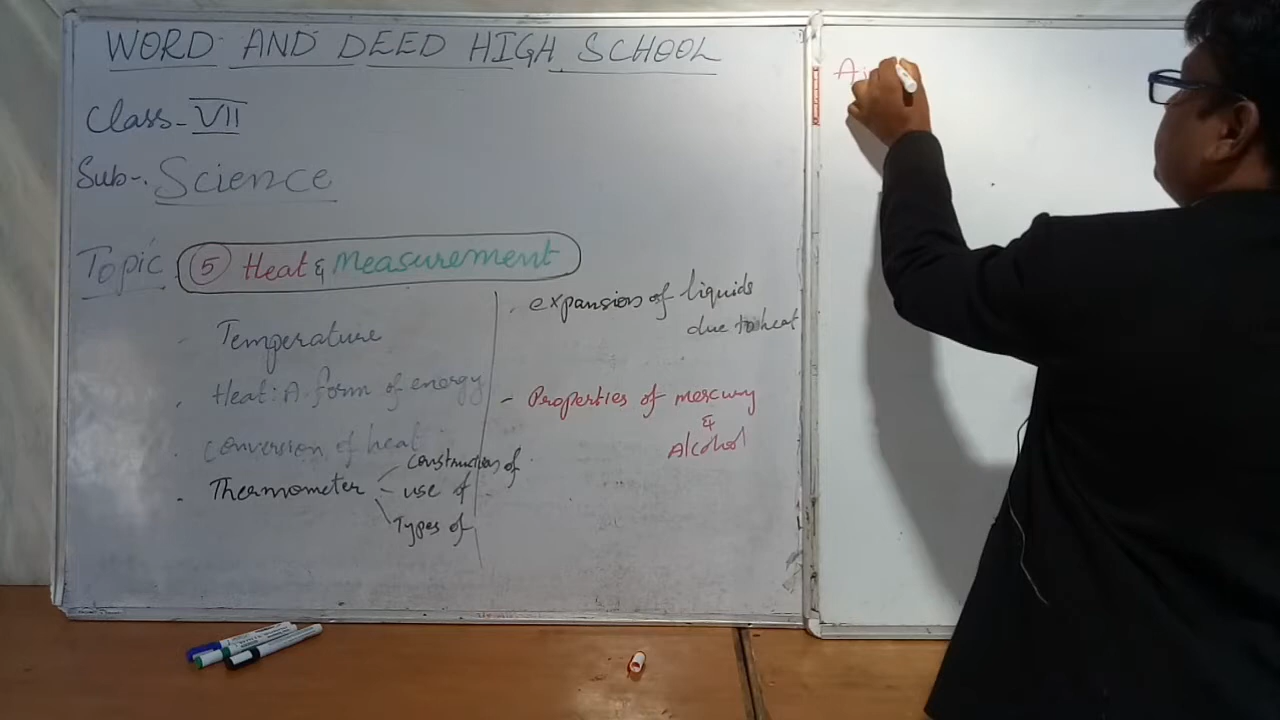 WORD AND DEED HIGH SCHOOL
Class- VII
Sub-. Science
Topic 5 Heat & Measurement
Temperature
Heat: A form of energy
conversion of heat
Thermometer - construction of
- use of
Types of
. expansion of liquids
due to heat
- Properties of mercury
&
Alcohol
Ai